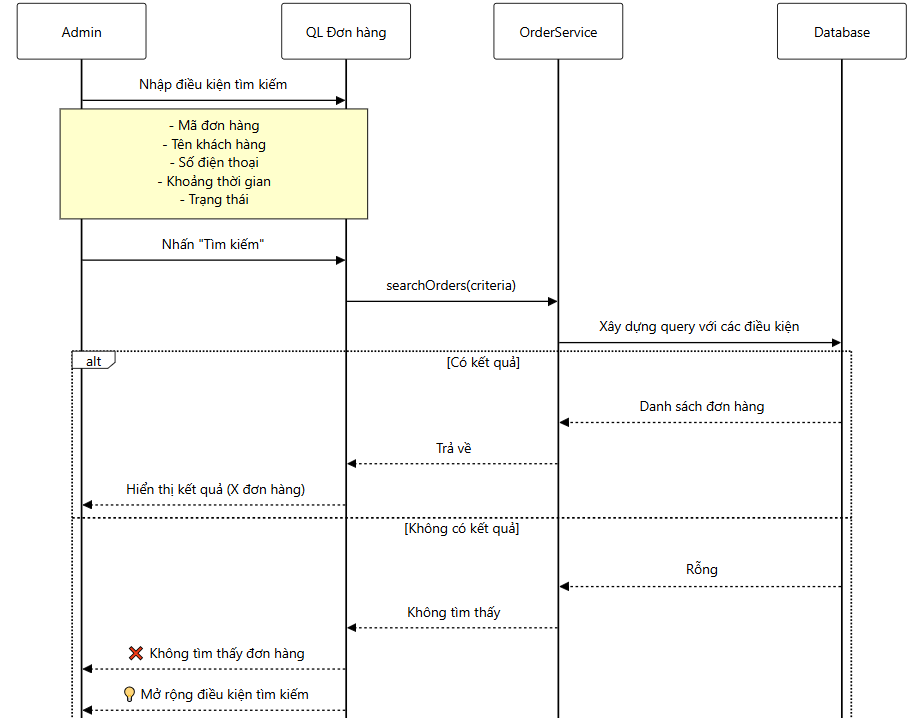 Admin
QL Đơn hàng
OrderService
Database
Nhập điều kiện tìm kiếm
- Mã đơn hàng
- Tên khách hàng
- Số điện thoại
- Khoảng thời gian
- Trạng thái
Nhấn "Tìm kiếm"
searchOrders(criteria)
Xây dựng query với các điều kiện
alt
[Có kết quả]
Danh sách đơn hàng
Trả về
Hiển thị kết quả (X đơn hàng)
[Không có kết quả]
Rỗng
Không tìm thấy
❌ Không tìm thấy đơn hàng
💡 Mở rộng điều kiện tìm kiếm